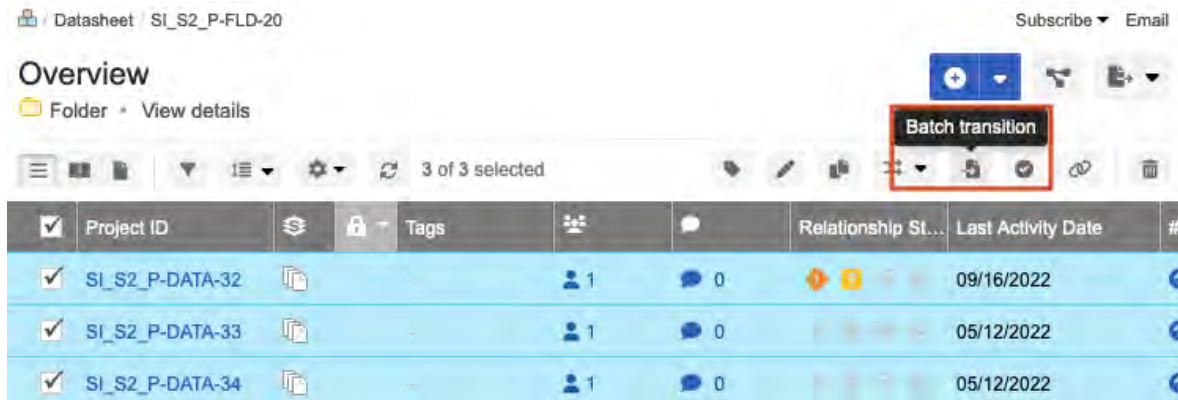 Datasheet / SI_S2_P-FLD-20
Subscribe Email
Overview
Folder • View details
Batch transition
3 of 3 selected
Project ID Tags Relationship St... Last Activity Date #
SI_S2_P-DATA-32 - 1 0 09/16/2022
SI_S2_P-DATA-33 - 1 0 05/12/2022
SI_S2_P-DATA-34 - 1 0 05/12/2022